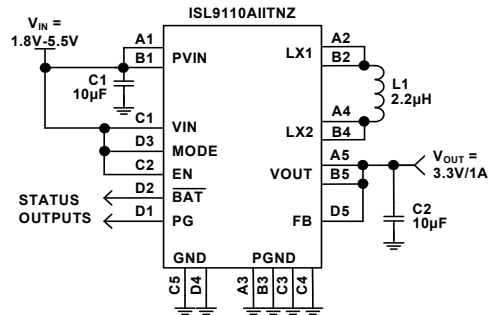 ISL9110AIITNZ
V_IN =
1.8V-5.5V
A1
B1
PVIN
C1
10µF
C1
VIN
D3
MODE
C2
EN
D2
B̅A̅T̅
D1
PG
STATUS
OUTPUTS
LX1
A2
B2
L1
2.2µH
A4
LX2
B4
A5
VOUT
B5
V_OUT =
3.3V/1A
FB
D5
C2
10µF
GND
PGND
C5
D4
A3
B3
C3
C4